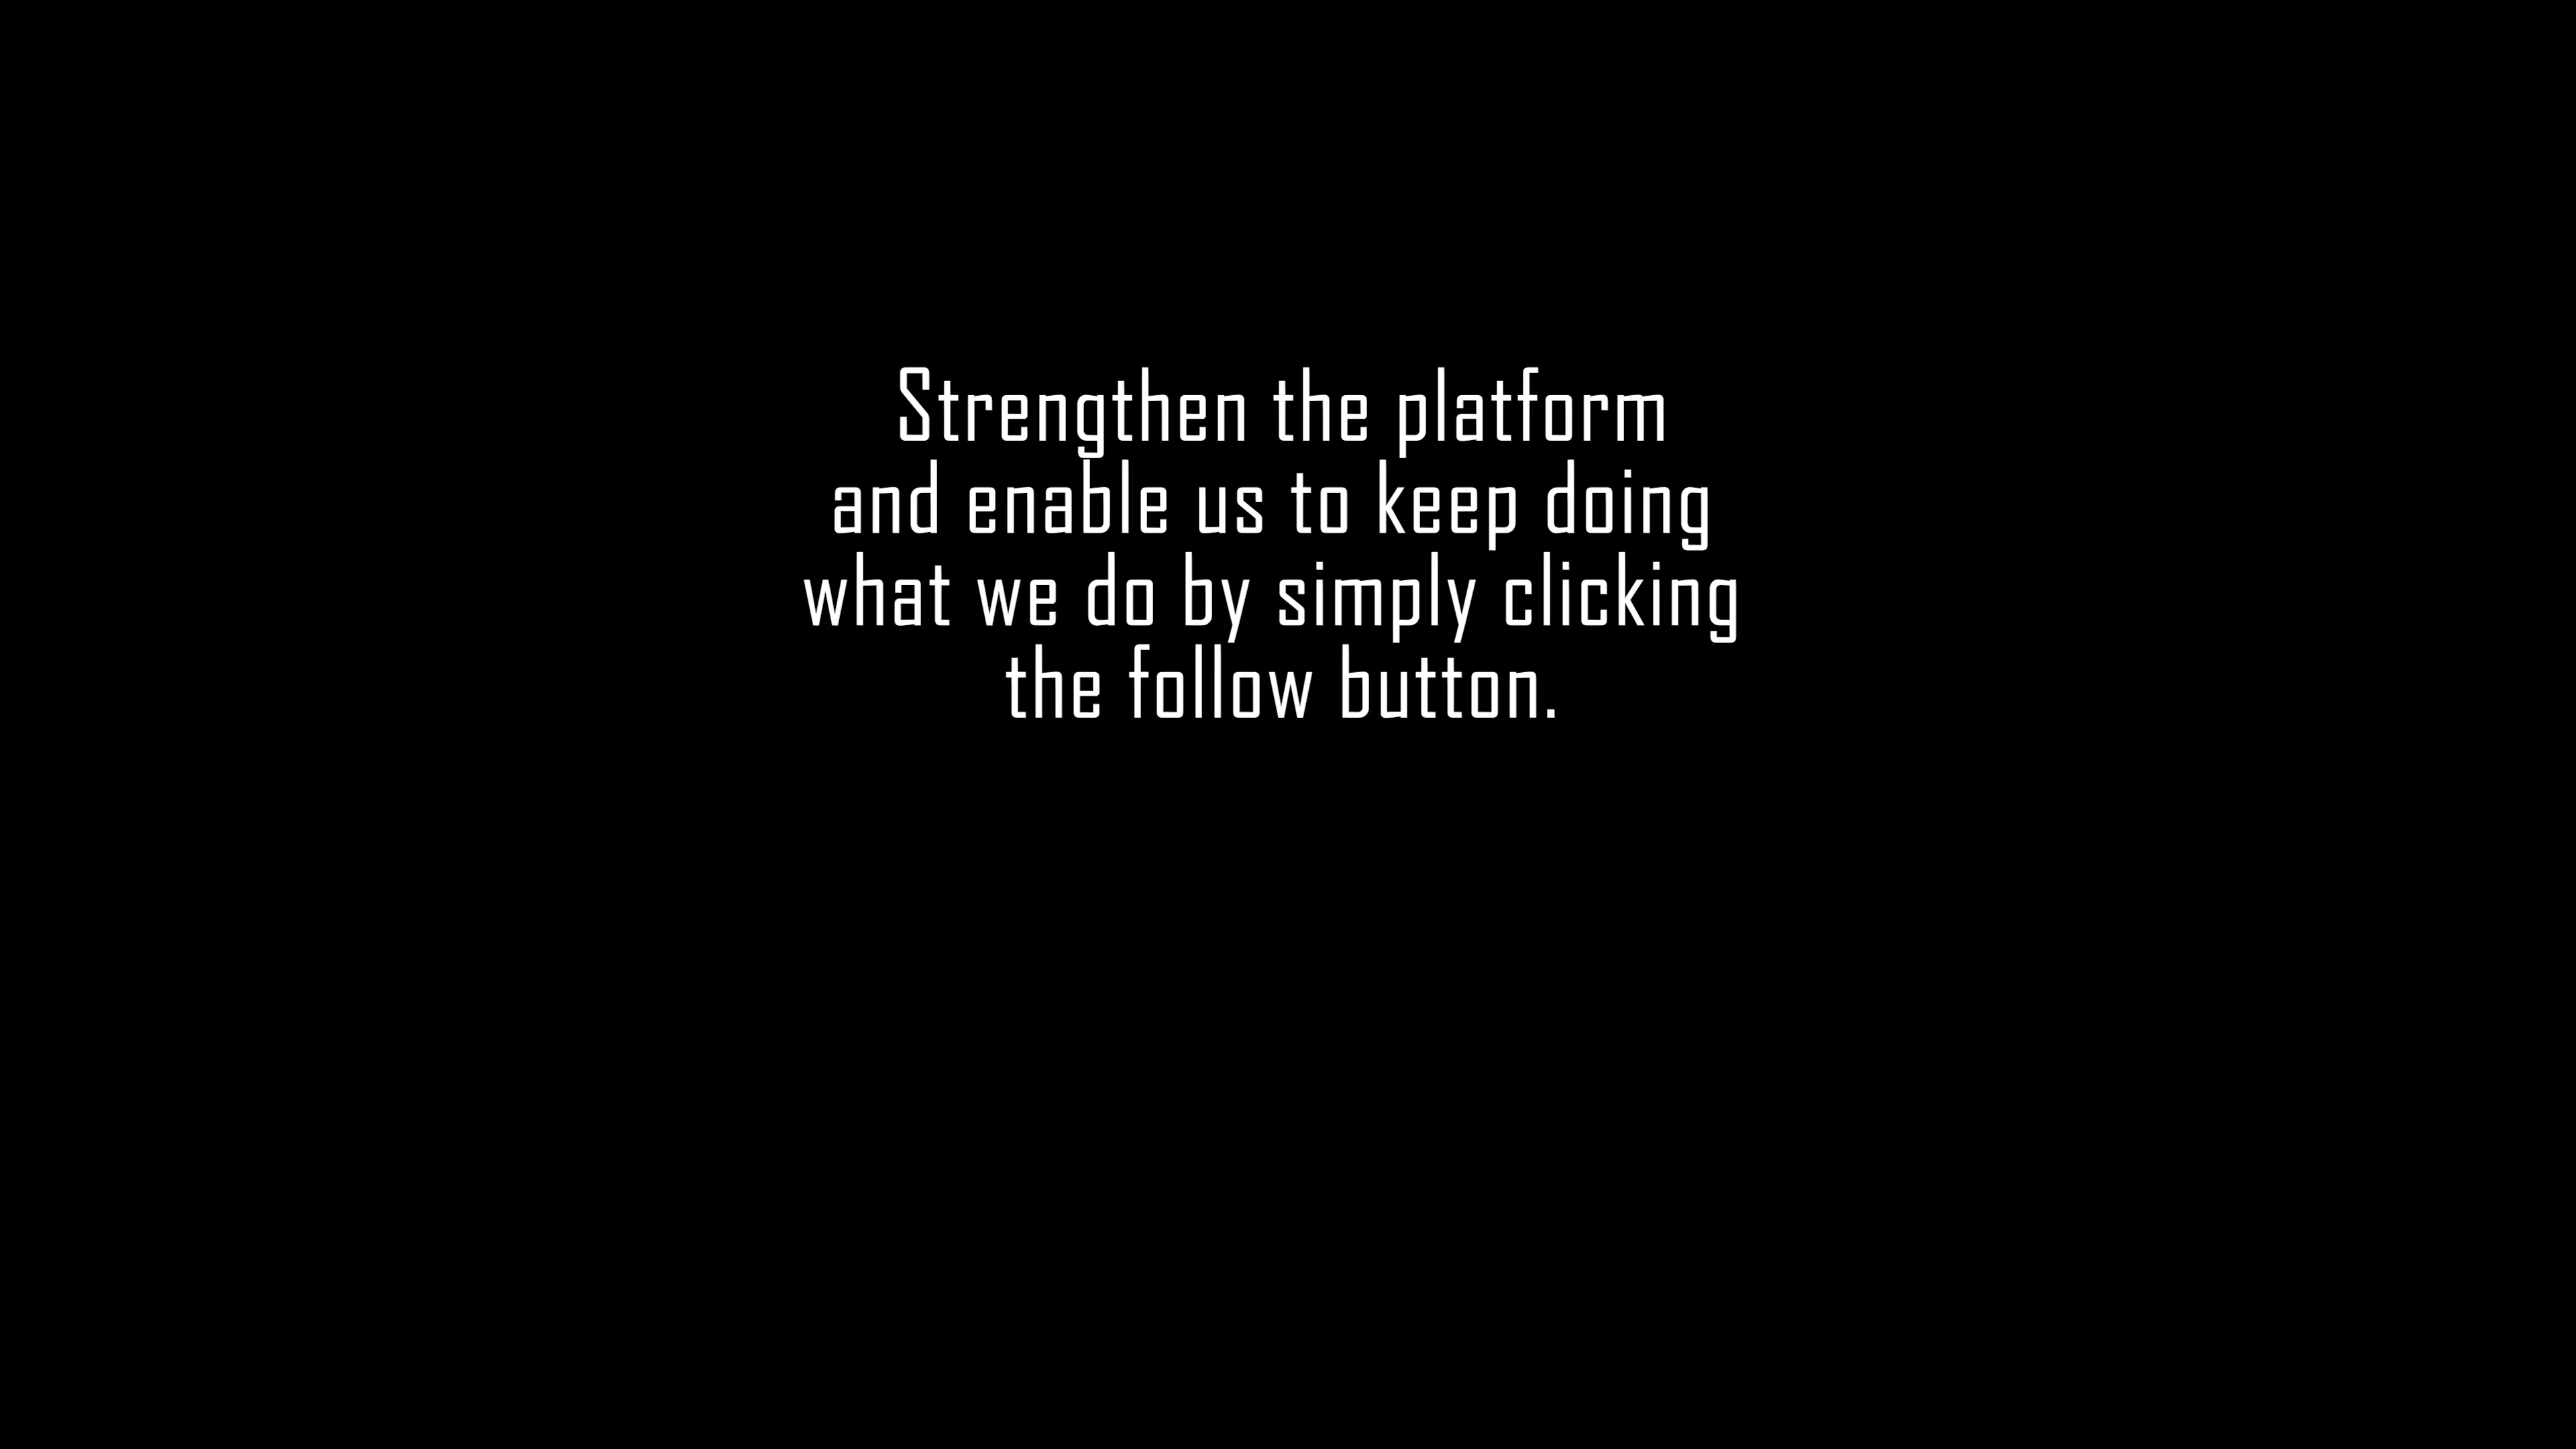 Strengthen the platform
and enable us to keep doing
what we do by simply clicking
the follow button.